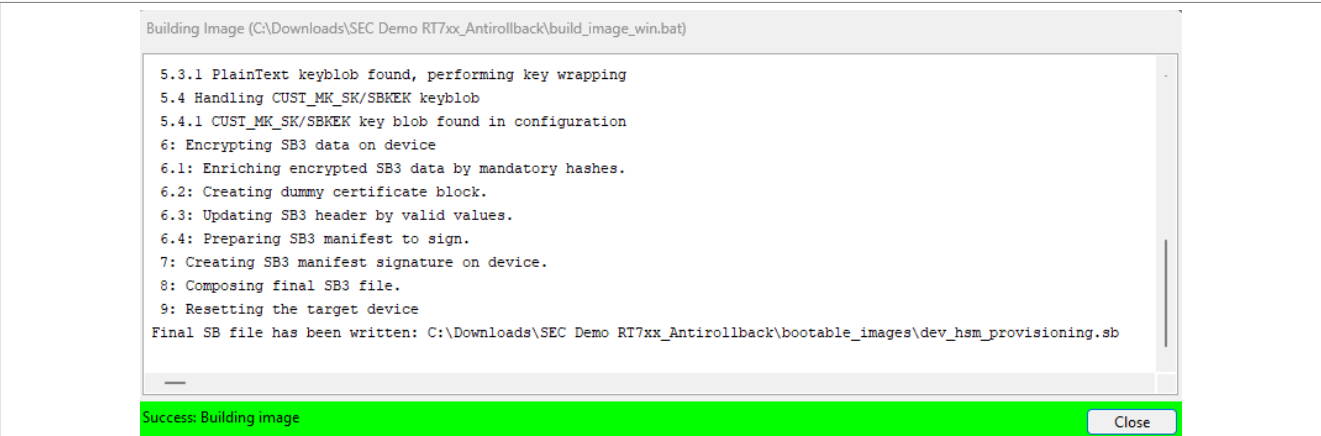 Building Image (C:\Downloads\SEC Demo RT7xx_Antirollback\build_image_win.bat)
5.3.1 PlainText keyblob found, performing key wrapping
5.4 Handling CUST_MK_SK/SBKEK keyblob
5.4.1 CUST_MK_SK/SBKEK key blob found in configuration
6: Encrypting SB3 data on device
6.1: Enriching encrypted SB3 data by mandatory hashes.
6.2: Creating dummy certificate block.
6.3: Updating SB3 header by valid values.
6.4: Preparing SB3 manifest to sign.
7: Creating SB3 manifest signature on device.
8: Composing final SB3 file.
9: Resetting the target device
Final SB file has been written: C:\Downloads\SEC Demo RT7xx_Antirollback\bootable_images\dev_hsm_provisioning.sb
Success: Building image
Close